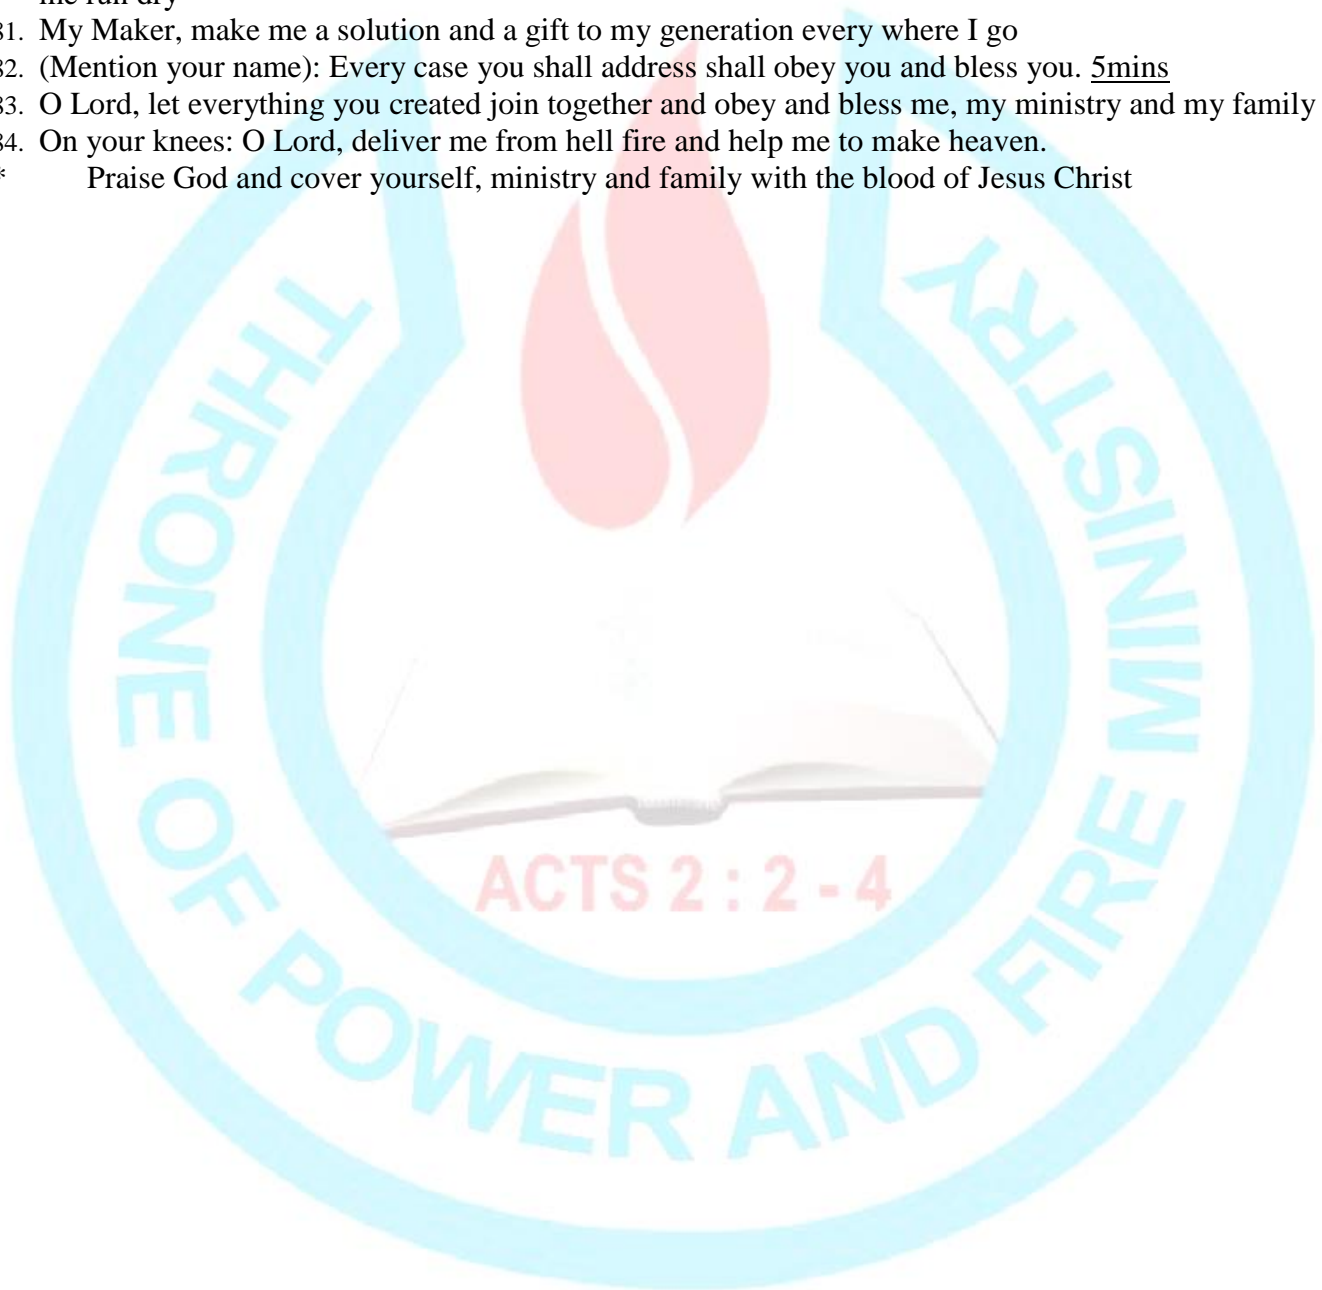 me run dry
81. My Maker, make me a solution and a gift to my generation every where I go
82. (Mention your name): Every case you shall address shall obey you and bless you. 5mins
83. O Lord, let everything you created join together and obey and bless me, my ministry and my family
84. On your knees: O Lord, deliver me from hell fire and help me to make heaven.
* Praise God and cover yourself, ministry and family with the blood of Jesus Christ
THRONE OF POWER AND FIRE MINISTRY
ACTS 2 : 2 - 4